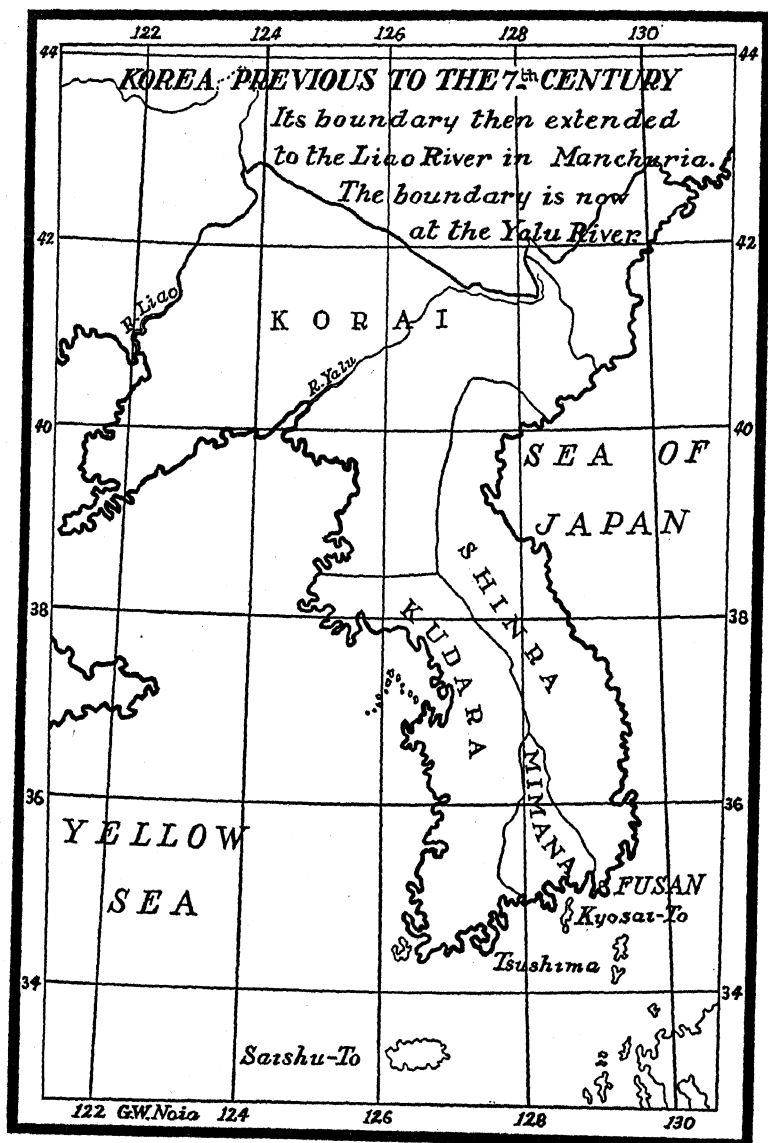 122 124 126 128 130
44 44
KOREA PREVIOUS TO THE 7th CENTURY
Its boundary then extended
to the Liao River in Manchuria.
The boundary is now
at the Yalu River.
42 42
R. Liao
KORAI
R. Yalu
40 40
SEA OF
JAPAN
SHINRA
38 38
KUDARA
MIMANA
36 36
YELLOW
SEA
FUSAN
Kyosai-To
Tsushima
34 34
Saishu-To
122 G.W. Noia 124 126 128 130